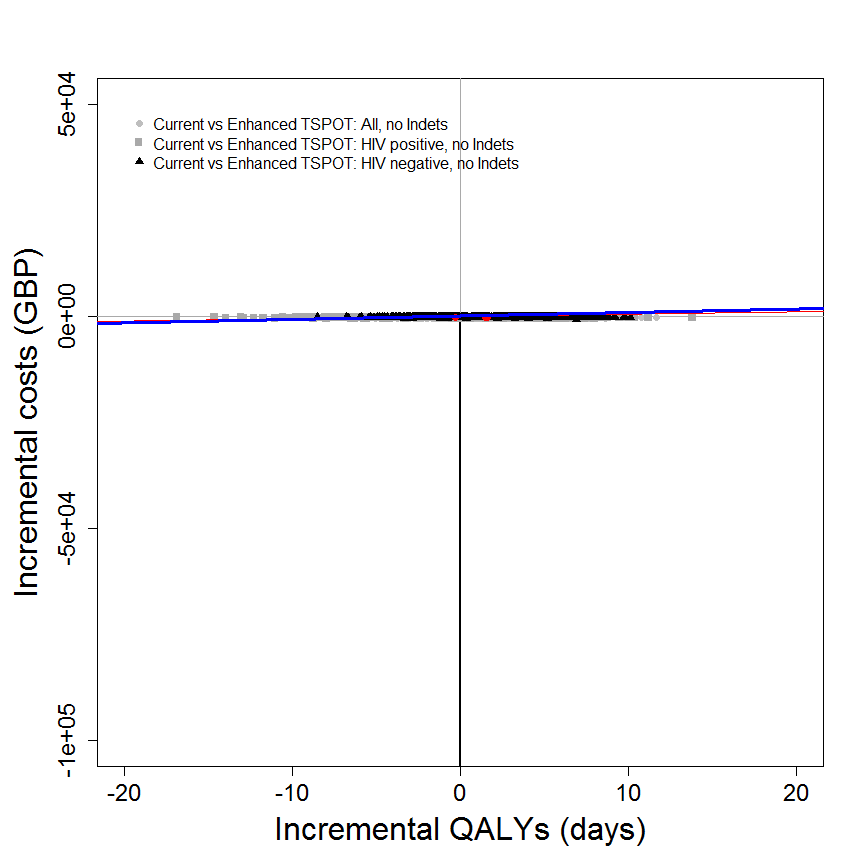 Current vs Enhanced TSPOT: All, no Indets
Current vs Enhanced TSPOT: HIV positive, no Indets
Current vs Enhanced TSPOT: HIV negative, no Indets
5e+04
0e+00
-5e+04
-1e+05
Incremental costs (GBP)
-20 -10 0 10 20
Incremental QALYs (days)